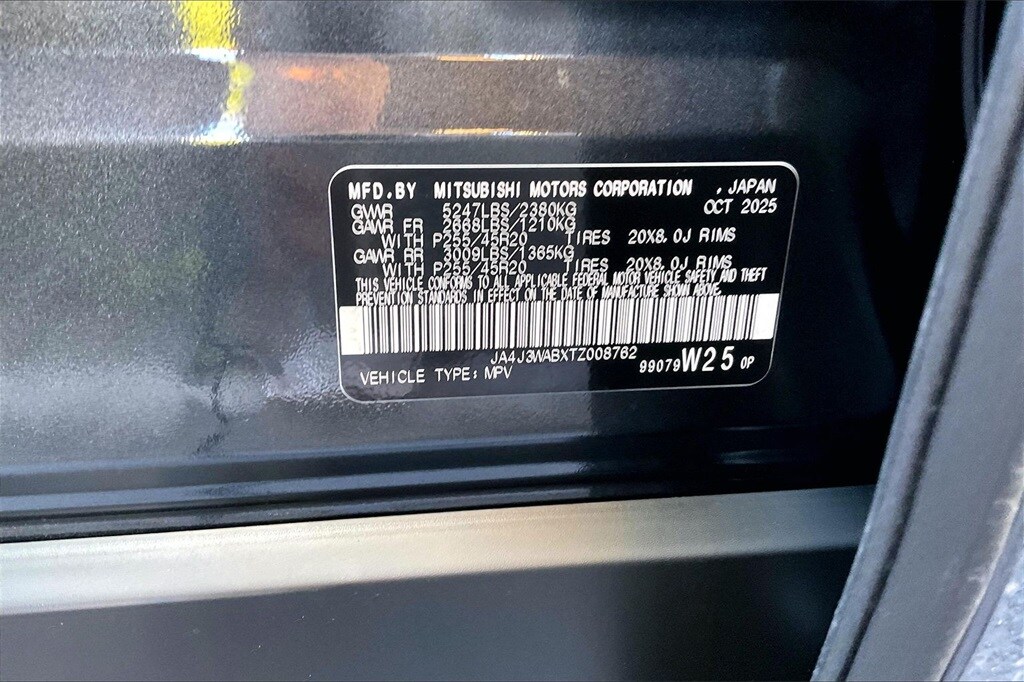 MFD.BY MITSUBISHI MOTORS CORPORATION , JAPAN
OCT 2025
GVWR 5247LBS/2380KG
GAWR FR 2668LBS/1210KG
WITH P255/45R20 TIRES 20X8.0J RIMS
GAWR RR 3009LBS/1365KG
WITH P255/45R20 TIRES 20X8.0J RIMS
THIS VEHICLE CONFORMS TO ALL APPLICABLE FEDERAL MOTOR VEHICLE SAFETY AND THEFT
PREVENTION STANDARDS IN EFFECT ON THE DATE OF MANUFACTURE SHOWN ABOVE.
JA4J3WABXTZ008762
VEHICLE TYPE: MPV 99079W25 0P